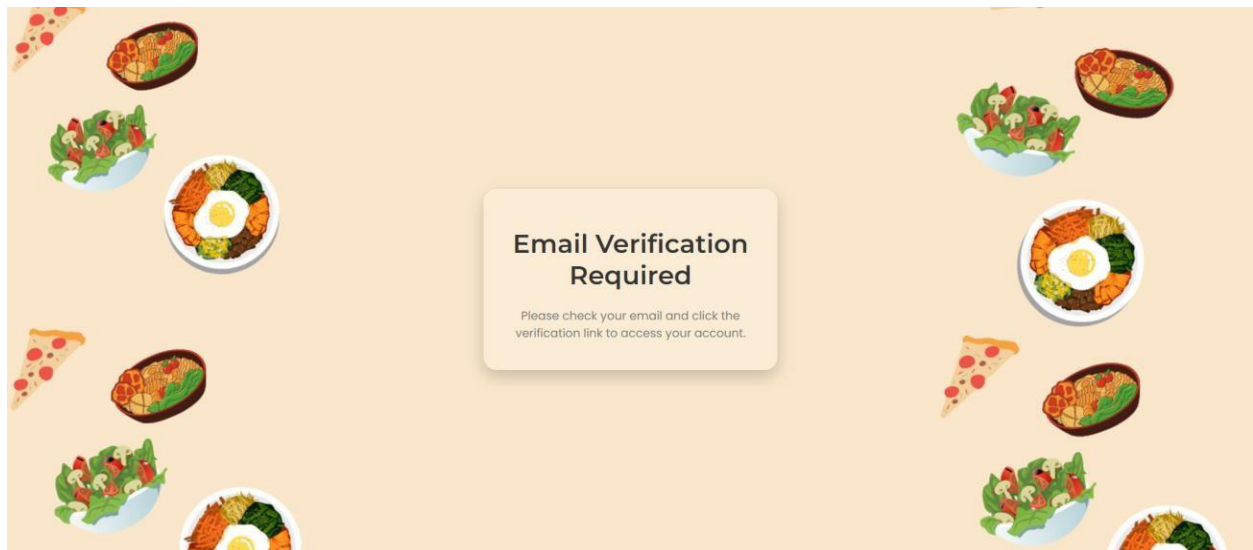 Email Verification
Required
Please check your email and click the
verification link to access your account.